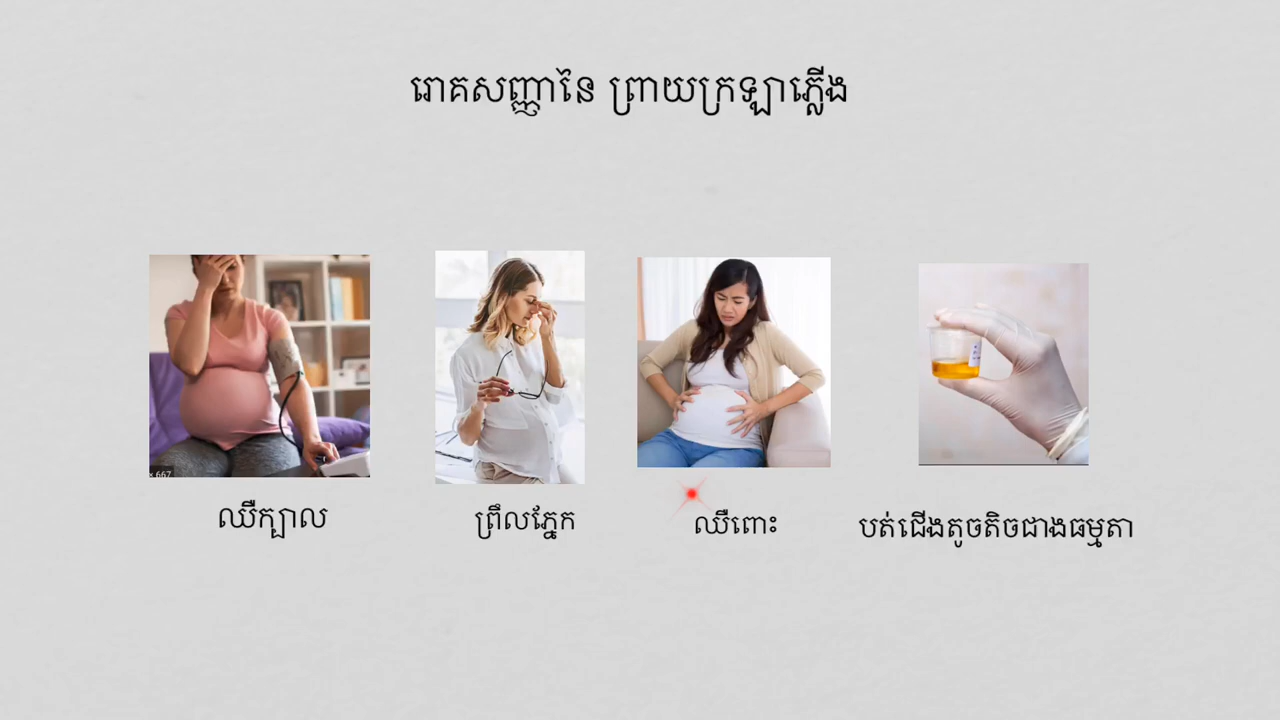 រោគសញ្ញានៃ ព្រាយក្រឡាភ្លើង
× 667
ឈឺក្បាល
ព្រឹលភ្នែក
ឈឺពោះ
បត់ជើងតូចតិចជាងធម្មតា